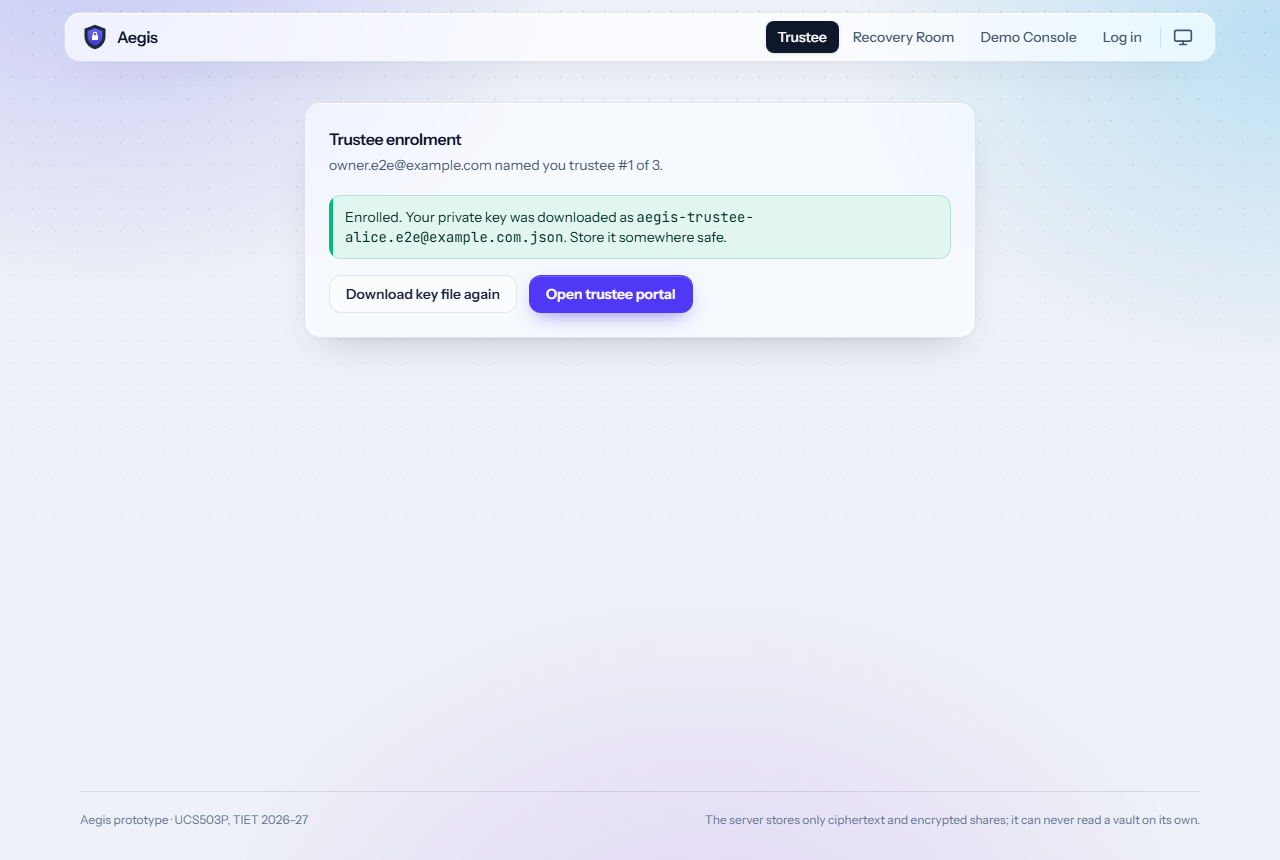 Aegis
Trustee
Recovery Room
Demo Console
Log in
Trustee enrolment
owner.e2e@example.com named you trustee #1 of 3.
Enrolled. Your private key was downloaded as aegis-trustee-
alice.e2e@example.com.json. Store it somewhere safe.
Download key file again
Open trustee portal
Aegis prototype · UCS503P, TIET 2026–27
The server stores only ciphertext and encrypted shares; it can never read a vault on its own.